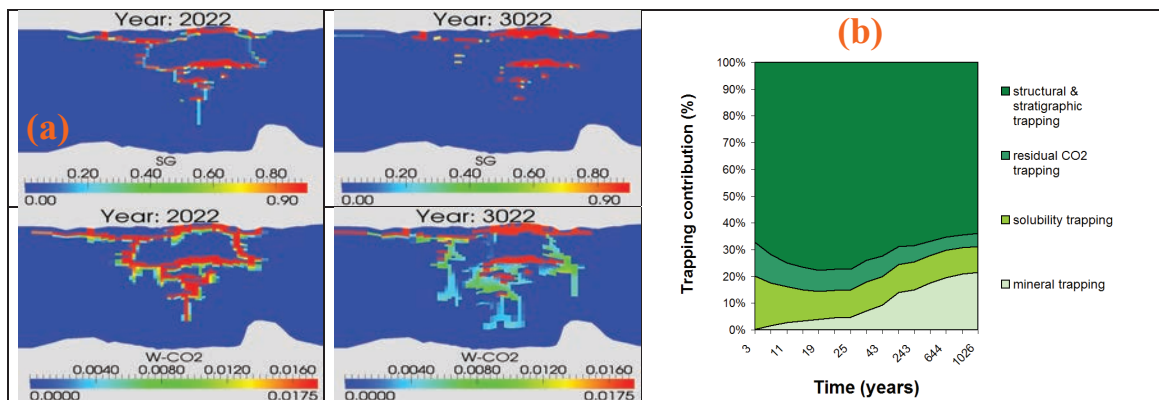 Year: 2022
Year: 3022
(a)
SG
0.20 0.40 0.60 0.80
0.00 0.90
SG
0.20 0.40 0.60 0.80
0.00 0.90
Year: 2022
Year: 3022
W-CO2
0.0040 0.0080 0.0120 0.0160
0.0000 0.0175
W-CO2
0.0040 0.0080 0.0120 0.0160
0.0000 0.0175
(b)
Trapping contribution (%)
100%
90%
80%
70%
60%
50%
40%
30%
20%
10%
0%
3 11 19 25 43 243 644 1026
Time (years)
structural &
stratigraphic
trapping
residual CO2
trapping
solubility trapping
mineral trapping